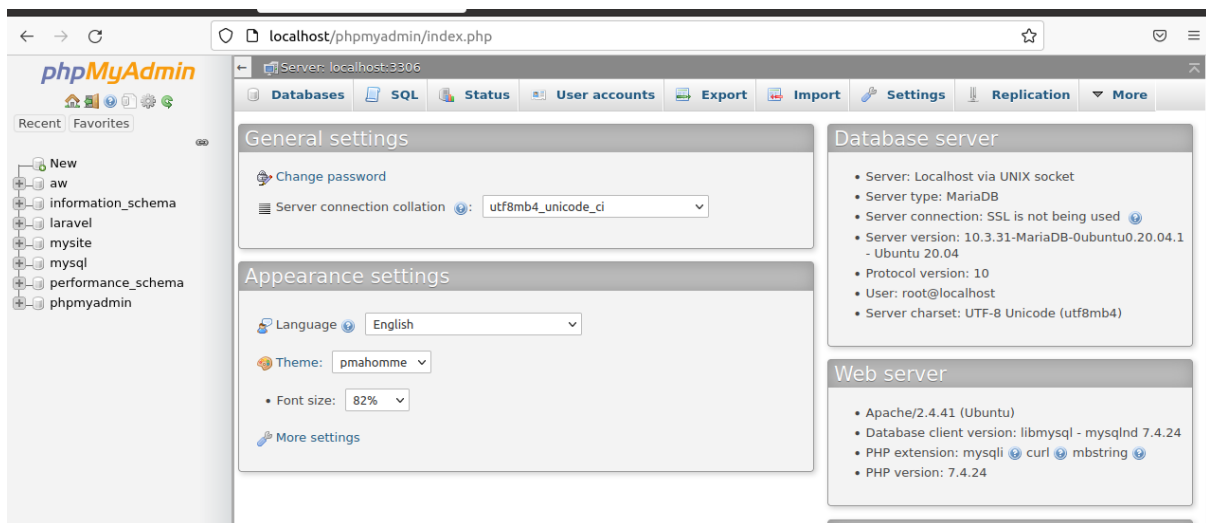 localhost/phpmyadmin/index.php
phpMyAdmin
Recent Favorites
New
aw
information_schema
laravel
mysite
mysql
performance_schema
phpmyadmin
Server: localhost:3306
Databases SQL Status User accounts Export Import Settings Replication More
General settings
Change password
Server connection collation : utf8mb4_unicode_ci
Appearance settings
Language English
Theme: pmahomme
• Font size: 82%
More settings
Database server
• Server: Localhost via UNIX socket
• Server type: MariaDB
• Server connection: SSL is not being used
• Server version: 10.3.31-MariaDB-0ubuntu0.20.04.1
- Ubuntu 20.04
• Protocol version: 10
• User: root@localhost
• Server charset: UTF-8 Unicode (utf8mb4)
Web server
• Apache/2.4.41 (Ubuntu)
• Database client version: libmysql - mysqlnd 7.4.24
• PHP extension: mysqli curl mbstring
• PHP version: 7.4.24